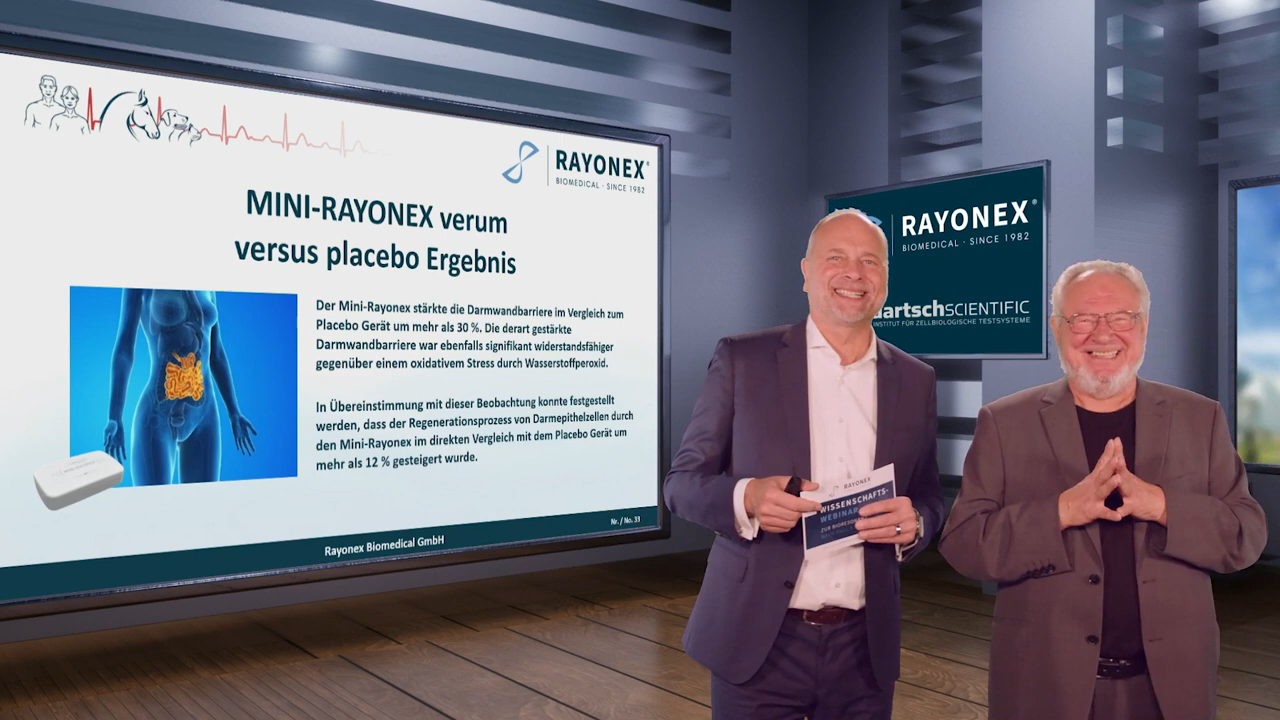 RAYONEX®
BIOMEDICAL · SINCE 1982
MINI-RAYONEX verum
versus placebo Ergebnis
Der Mini-Rayonex stärkte die Darmwandbarriere im Vergleich zum
Placebo Gerät um mehr als 30 %. Die derart gestärkte
Darmwandbarriere war ebenfalls signifikant widerstandsfähiger
gegenüber einem oxidativem Stress durch Wasserstoffperoxid.
In Übereinstimmung mit dieser Beobachtung konnte festgestellt
werden, dass der Regenerationsprozess von Darmepithelzellen durch
den Mini-Rayonex im direkten Vergleich mit dem Placebo Gerät um
mehr als 12 % gesteigert wurde.
Nr. / No. 33
Rayonex Biomedical GmbH
RAYONEX®
BIOMEDICAL · SINCE 1982
dartschSCIENTIFIC
INSTITUT FÜR ZELLBIOLOGISCHE TESTSYSTEME
RAYONEX
WISSENSCHAFTS-
WEBINAR